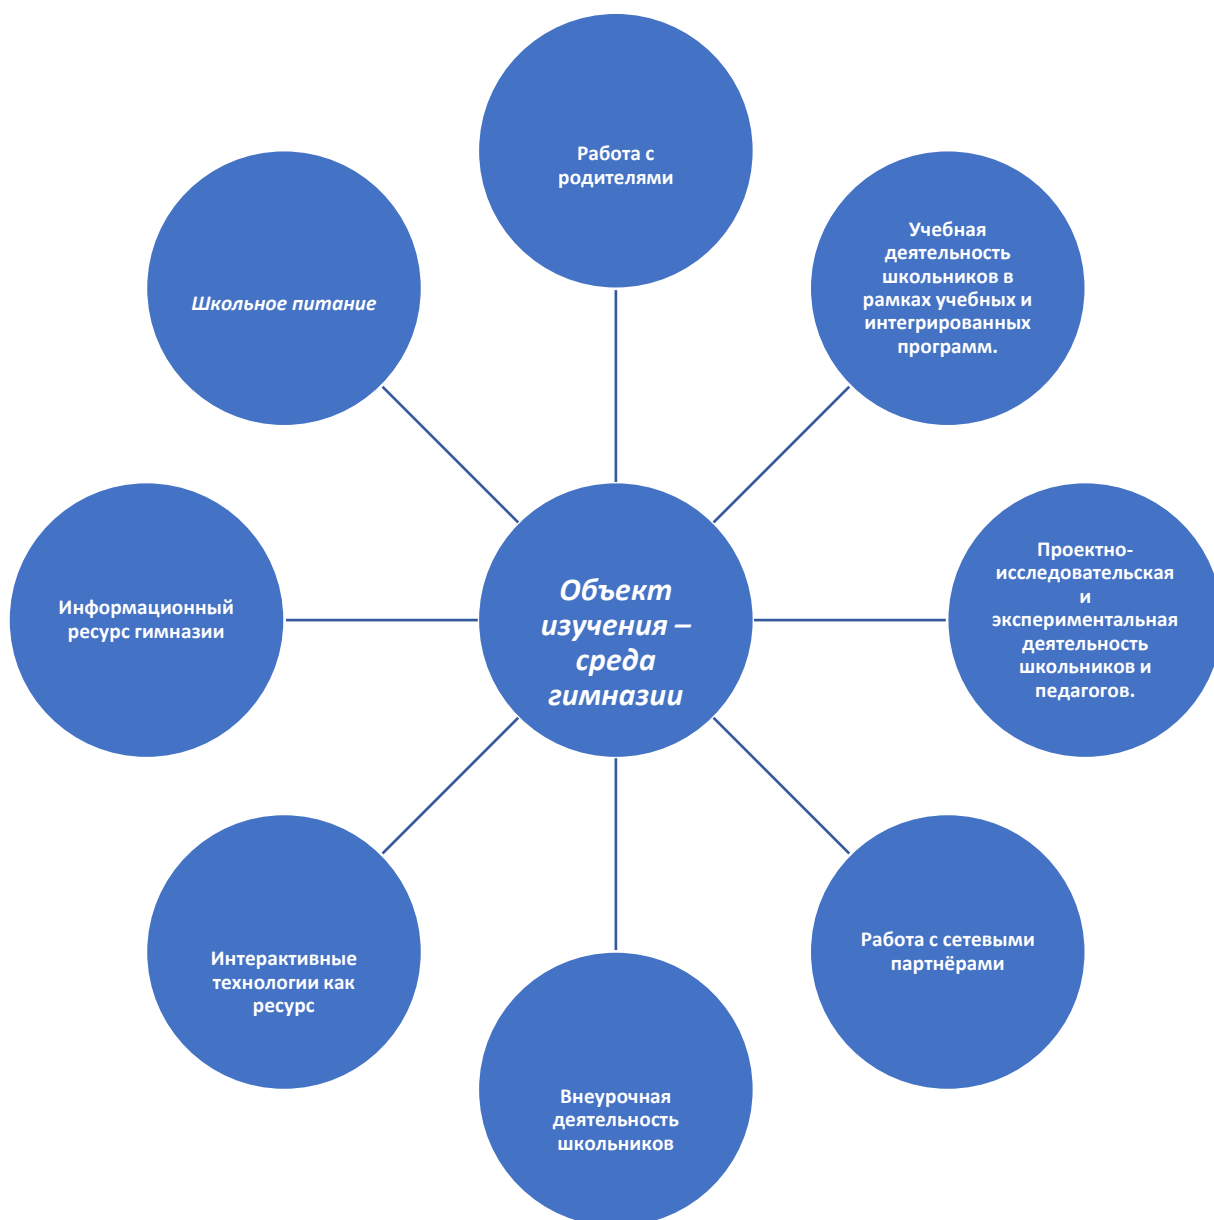 Работа с
родителями
Учебная
деятельность
школьников в
рамках учебных и
интегрированных
программ.
Школьное питание
Проектно-
исследовательская
и
экспериментальная
деятельность
школьников и
педагогов.
Объект
изучения –
среда
гимназии
Информационный
ресурс гимназии
Работа с сетевыми
партнёрами
Интерактивные
технологии как
ресурс
Внеурочная
деятельность
школьников